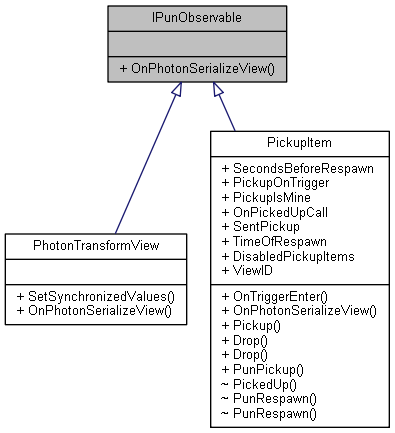 IPunObservable
+ OnPhotonSerializeView()
PickupItem
+ SecondsBeforeRespawn
+ PickupOnTrigger
+ PickupIsMine
+ OnPickedUpCall
+ SentPickup
+ TimeOfRespawn
+ DisabledPickupItems
+ ViewID
+ OnTriggerEnter()
+ OnPhotonSerializeView()
+ Pickup()
+ Drop()
+ Drop()
+ PunPickup()
~ PickedUp()
~ PunRespawn()
~ PunRespawn()
PhotonTransformView
+ SetSynchronizedValues()
+ OnPhotonSerializeView()